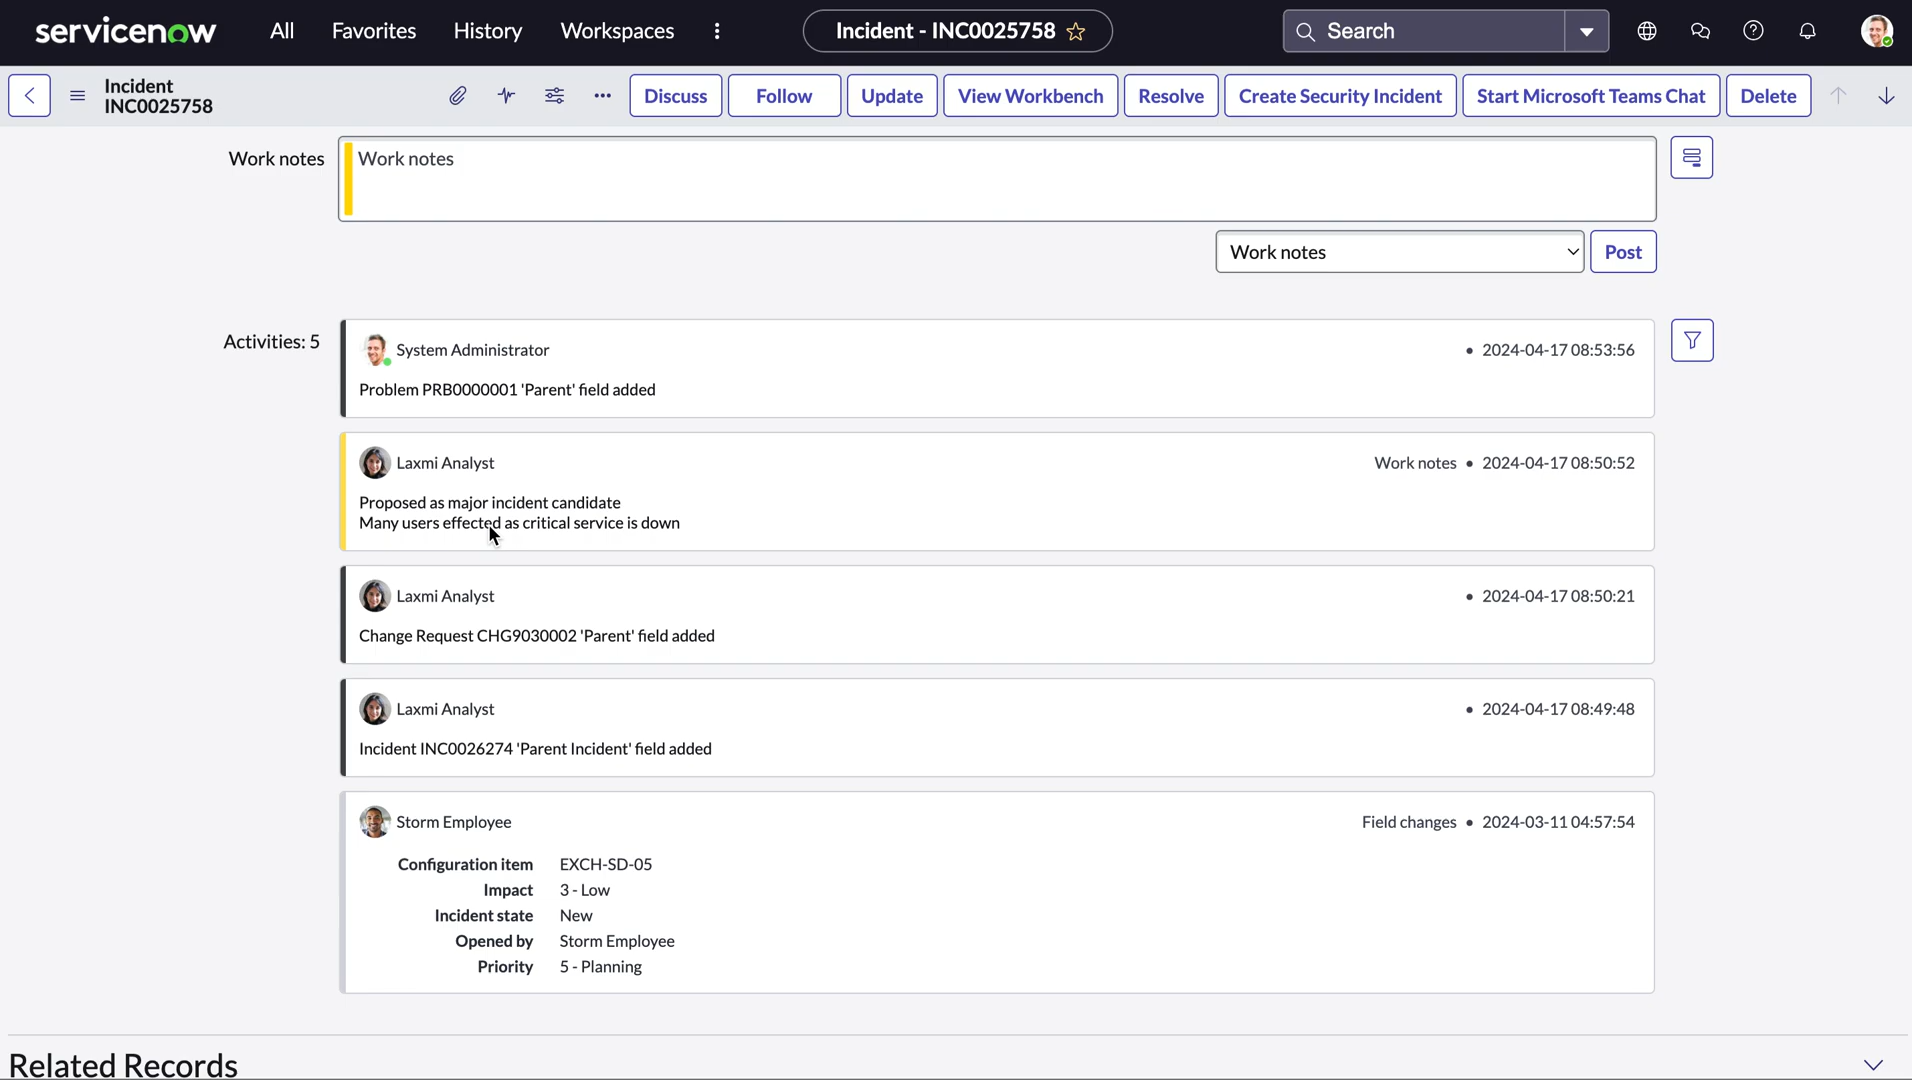 servicenow
All
Favorites
History
Workspaces
Incident - INC0025758
Search
Incident
INC0025758
Discuss
Follow
Update
View Workbench
Resolve
Create Security Incident
Start Microsoft Teams Chat
Delete
Work notes
Work notes
Work notes
Post
Activities: 5
System Administrator
• 2024-04-17 08:53:56
Problem PRB0000001 'Parent' field added
Laxmi Analyst
Work notes • 2024-04-17 08:50:52
Proposed as major incident candidate
Many users effected as critical service is down
Laxmi Analyst
• 2024-04-17 08:50:21
Change Request CHG9030002 'Parent' field added
Laxmi Analyst
• 2024-04-17 08:49:48
Incident INC0026274 'Parent Incident' field added
Storm Employee
Field changes • 2024-03-11 04:57:54
Configuration item EXCH-SD-05
Impact 3 - Low
Incident state New
Opened by Storm Employee
Priority 5 - Planning
Related Records